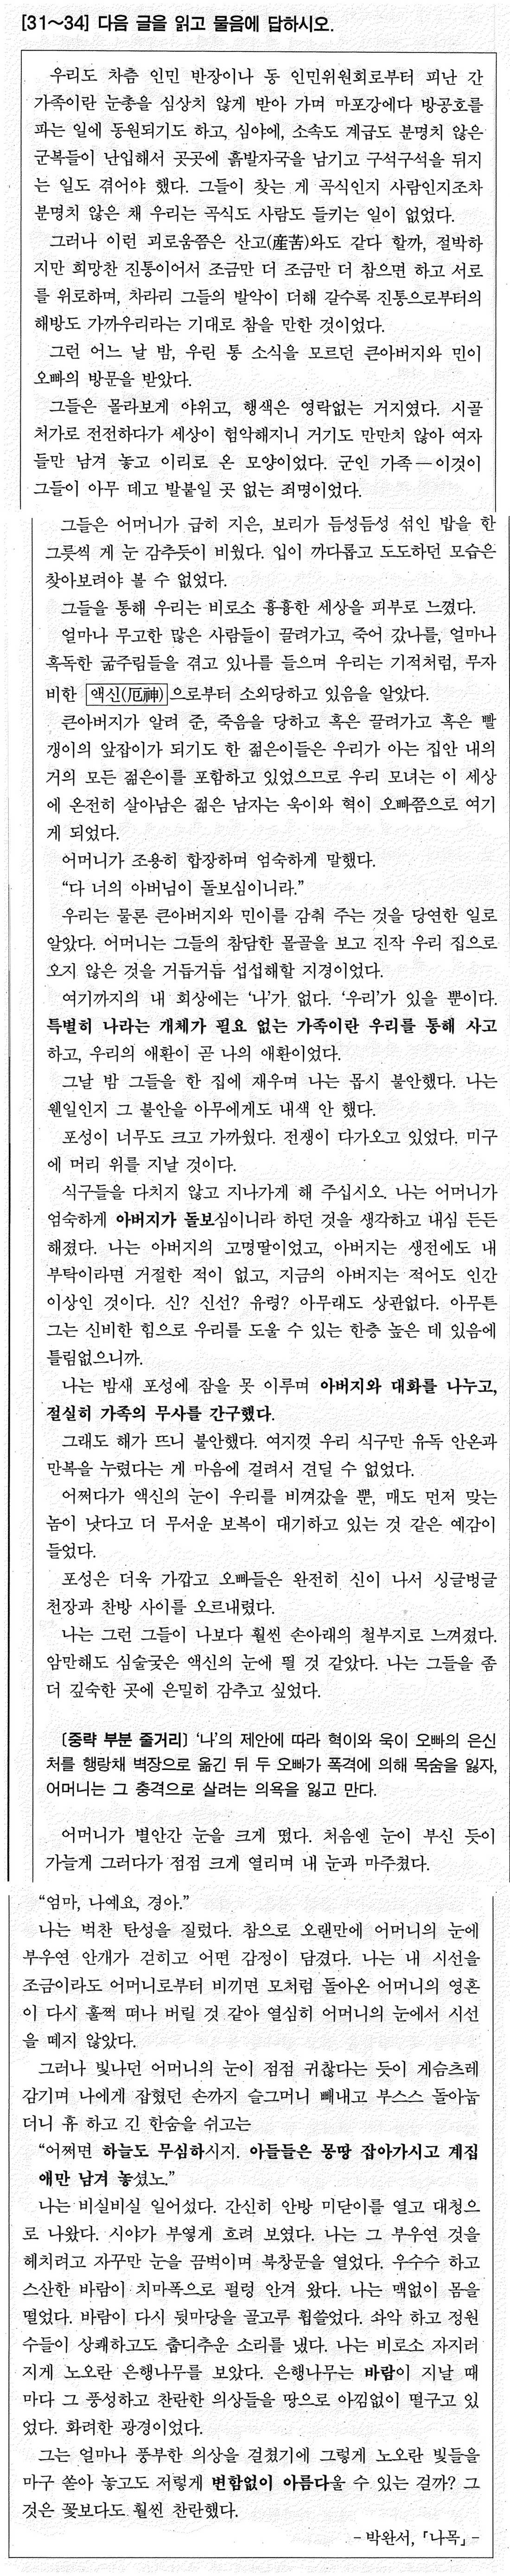 [31～34] 다음 글을 읽고 물음에 답하시오.
우리도 차츰 인민 반장이나 동 인민위원회로부터 피난 간
가족이란 눈총을 심상치 않게 받아 가며 마포강에다 방공호를
파는 일에 동원되기도 하고, 심야에, 소속도 계급도 분명치 않은
군복들이 난입해서 곳곳에 흙발자국을 남기고 구석구석을 뒤지
는 일도 겪어야 했다. 그들이 찾는 게 곡식인지 사람인지조차
분명치 않은 채 우리는 곡식도 사람도 들키는 일이 없었다.
그러나 이런 괴로움쯤은 산고(産苦)와도 같다 할까, 절박하
지만 희망찬 진통이어서 조금만 더 조금만 더 참으면 하고 서로
를 위로하며, 차라리 그들의 발악이 더해 갈수록 진통으로부터의
해방도 가까우리라는 기대로 참을 만한 것이었다.
그런 어느 날 밤, 우린 통 소식을 모르던 큰아버지와 민이
오빠의 방문을 받았다.
그들은 몰라보게 야위고, 행색은 영락없는 거지였다. 시골
처가로 전전하다가 세상이 험악해지니 거기도 만만치 않아 여자
들만 남겨 놓고 이리로 온 모양이었다. 군인 가족 ─ 이것이
그들이 아무 데고 발붙일 곳 없는 죄명이었다.
그들은 어머니가 급히 지은, 보리가 듬성듬성 섞인 밥을 한
그릇씩 게 눈 감추듯이 비웠다. 입이 까다롭고 도도하던 모습은
찾아보려야 볼 수 없었다.
그들을 통해 우리는 비로소 흉흉한 세상을 피부로 느꼈다.
얼마나 무고한 많은 사람들이 끌려가고, 죽어 갔나를, 얼마나
혹독한 굶주림들을 겪고 있나를 들으며 우리는 기적처럼, 무자
비한 액신(厄神)으로부터 소외당하고 있음을 알았다.
큰아버지가 알려 준, 죽음을 당하고 혹은 끌려가고 혹은 빨
갱이의 앞잡이가 되기도 한 젊은이들은 우리가 아는 집안 내의
거의 모든 젊은이를 포함하고 있었으므로 우리 모녀는 이 세상
에 온전히 살아남은 젊은 남자는 욱이와 혁이 오빠쯤으로 여기
게 되었다.
어머니가 조용히 합장하며 엄숙하게 말했다.
“다 너의 아버님이 돌보심이니라.”
우리는 물론 큰아버지와 민이를 감춰 주는 것을 당연한 일로
알았다. 어머니는 그들의 참담한 몰골을 보고 진작 우리 집으로
오지 않은 것을 거듭거듭 섭섭해할 지경이었다.
여기까지의 내 회상에는 ‘나’가 없다. ‘우리’가 있을 뿐이다.
특별히 나라는 개체가 필요 없는 가족이란 우리를 통해 사고
하고, 우리의 애환이 곧 나의 애환이었다.
그날 밤 그들을 한 집에 재우며 나는 몹시 불안했다. 나는
웬일인지 그 불안을 아무에게도 내색 안 했다.
포성이 너무도 크고 가까웠다. 전쟁이 다가오고 있었다. 미구
에 머리 위를 지날 것이다.
식구들을 다치지 않고 지나가게 해 주십시오. 나는 어머니가
엄숙하게 아버지가 돌보심이니라 하던 것을 생각하고 내심 든든
해졌다. 나는 아버지의 고명딸이었고, 아버지는 생전에도 내
부탁이라면 거절한 적이 없고, 지금의 아버지는 적어도 인간
이상인 것이다. 신? 신선? 유령? 아무래도 상관없다. 아무튼
그는 신비한 힘으로 우리를 도울 수 있는 한층 높은 데 있음에
틀림없으니까.
나는 밤새 포성에 잠을 못 이루며 아버지와 대화를 나누고,
절실히 가족의 무사를 간구했다.
그래도 해가 뜨니 불안했다. 여지껏 우리 식구만 유독 안온과
만복을 누렸다는 게 마음에 걸려서 견딜 수 없었다.
어쩌다가 액신의 눈이 우리를 비껴갔을 뿐, 매도 먼저 맞는
놈이 낫다고 더 무서운 보복이 대기하고 있는 것 같은 예감이
들었다.
포성은 더욱 가깝고 오빠들은 완전히 신이 나서 싱글벙글
천장과 찬방 사이를 오르내렸다.
나는 그런 그들이 나보다 훨씬 손아래의 철부지로 느껴졌다.
암만해도 심술궂은 액신의 눈에 띌 것 같았다. 나는 그들을 좀
더 깊숙한 곳에 은밀히 감추고 싶었다.
〔중략 부분 줄거리〕 ‘나’의 제안에 따라 혁이와 욱이 오빠의 은신
처를 행랑채 벽장으로 옮긴 뒤 두 오빠가 폭격에 의해 목숨을 잃자,
어머니는 그 충격으로 살려는 의욕을 잃고 만다.
어머니가 별안간 눈을 크게 떴다. 처음엔 눈이 부신 듯이
가늘게 그러다가 점점 크게 열리며 내 눈과 마주쳤다.
“엄마, 나예요, 경아.”
나는 벅찬 탄성을 질렀다. 참으로 오랜만에 어머니의 눈에
부우연 안개가 걷히고 어떤 감정이 담겼다. 나는 내 시선을
조금이라도 어머니로부터 비끼면 모처럼 돌아온 어머니의 영혼
이 다시 훌쩍 떠나 버릴 것 같아 열심히 어머니의 눈에서 시선
을 떼지 않았다.
그러나 빛나던 어머니의 눈이 점점 귀찮다는 듯이 게슴츠레
감기며 나에게 잡혔던 손까지 슬그머니 빼내고 부스스 돌아눕
더니 휴 하고 긴 한숨을 쉬고는
“어쩌면 하늘도 무심하시지. 아들들은 몽땅 잡아가시고 계집
애만 남겨 놓셨노.”
나는 비실비실 일어섰다. 간신히 안방 미닫이를 열고 대청으
로 나왔다. 시야가 부옇게 흐려 보였다. 나는 그 부우연 것을
헤치려고 자꾸만 눈을 끔벅이며 북창문을 열었다. 우수수 하고
스산한 바람이 치마폭으로 펄렁 안겨 왔다. 나는 맥없이 몸을
떨었다. 바람이 다시 뒷마당을 골고루 휩쓸었다. 솨악 하고 정원
수들이 상쾌하고도 춥디추운 소리를 냈다. 나는 비로소 자지러
지게 노오란 은행나무를 보았다. 은행나무는 바람이 지날 때
마다 그 풍성하고 찬란한 의상들을 땅으로 아낌없이 떨구고 있
었다. 화려한 광경이었다.
그는 얼마나 풍부한 의상을 걸쳤기에 그렇게 노오란 빛들을
마구 쏟아 놓고도 저렇게 변함없이 아름다울 수 있는 걸까? 그
것은 꽃보다도 훨씬 찬란했다.
- 박완서, 「나목」 -